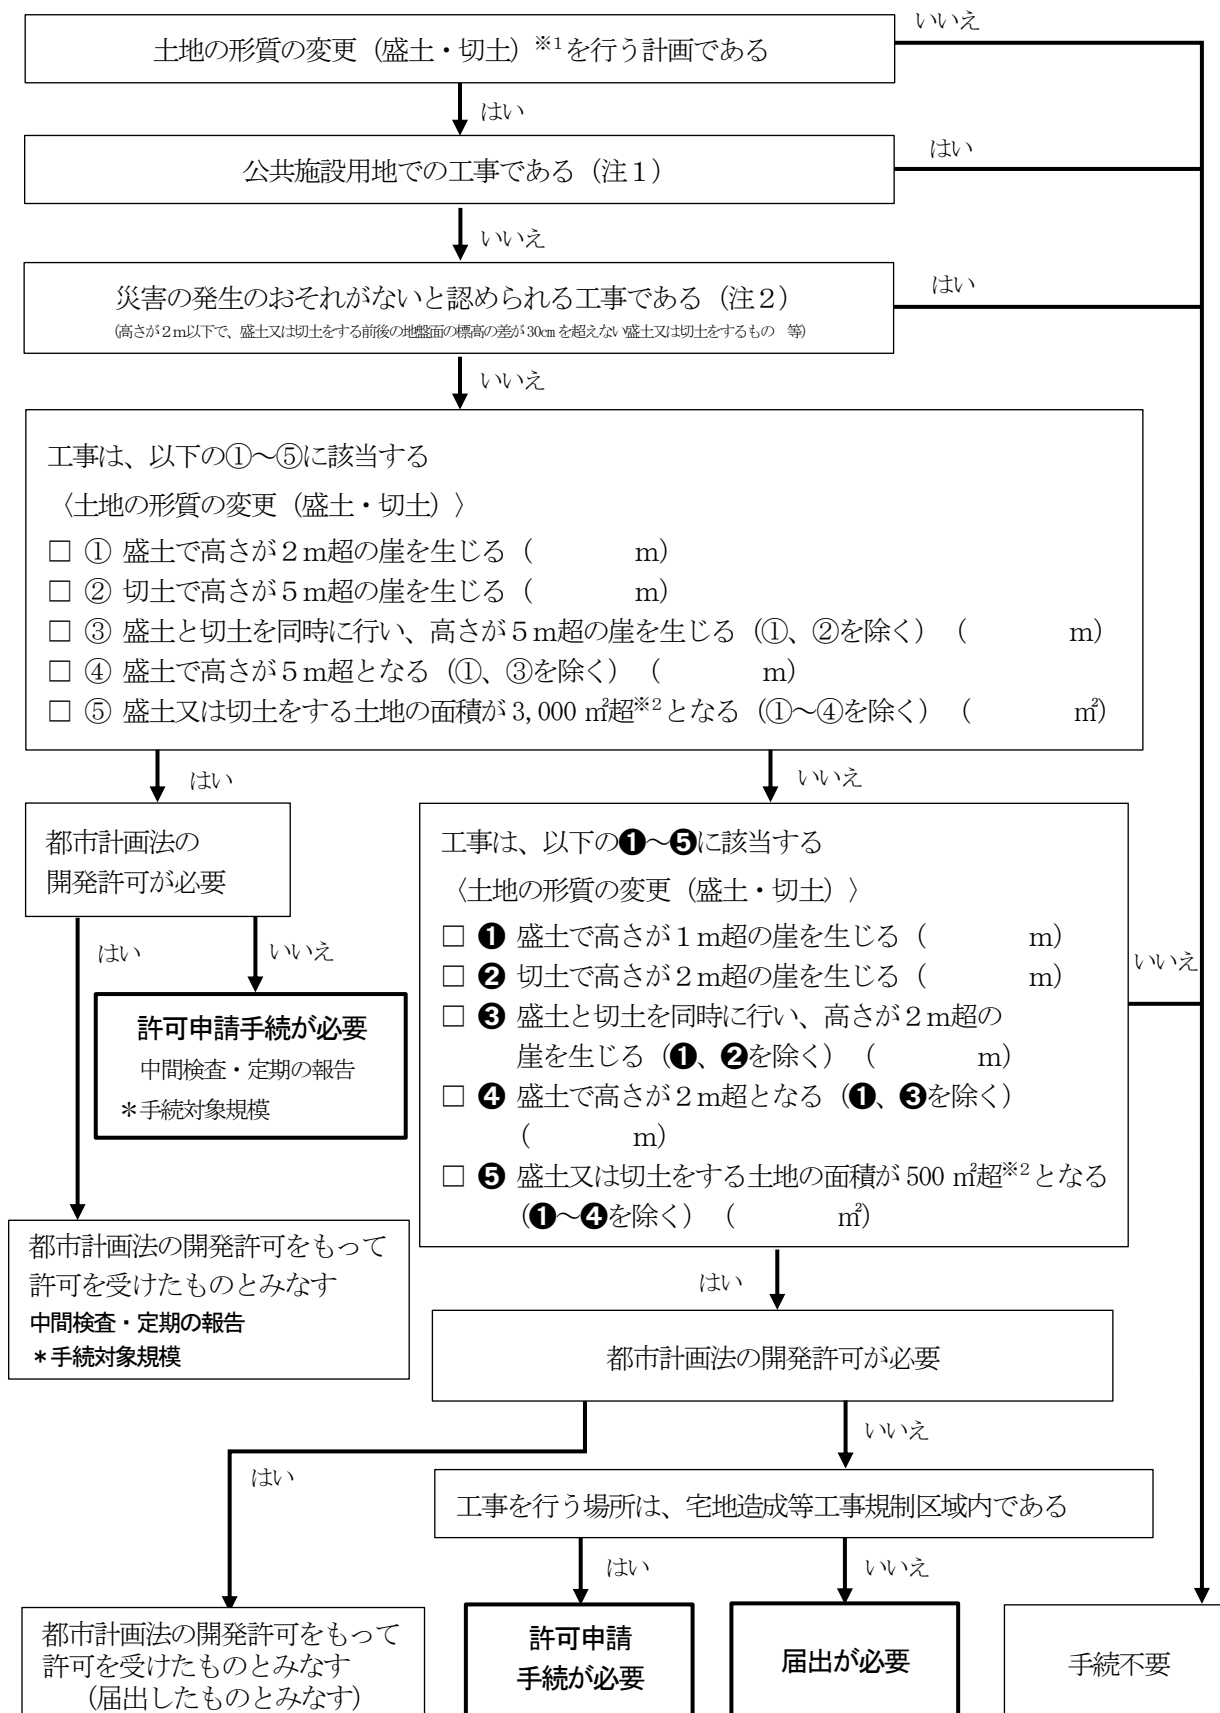 いいえ
土地の形質の変更（盛土・切土）※1を行う計画である
はい
はい
公共施設用地での工事である（注１）
いいえ
はい
災害の発生のおそれがないと認められる工事である（注２）
(高さが２ｍ以下で、盛土又は切土をする前後の地盤面の標高の差が30㎝を超えない盛土又は切土をするもの　等)
いいえ
工事は、以下の①～⑤に該当する
〈土地の形質の変更（盛土・切土）〉
□ ① 盛土で高さが２ｍ超の崖を生じる（　　　　ｍ）
□ ② 切土で高さが５ｍ超の崖を生じる（　　　　ｍ）
□ ③ 盛土と切土を同時に行い、高さが５ｍ超の崖を生じる（①、②を除く）（　　　　ｍ）
□ ④ 盛土で高さが５ｍ超となる（①、③を除く）（　　　　ｍ）
□ ⑤ 盛土又は切土をする土地の面積が 3,000 ㎡超※2となる（①～④を除く）（　　　　㎡）
はい
いいえ
都市計画法の
開発許可が必要
はい
いいえ
許可申請手続が必要
中間検査・定期の報告
＊手続対象規模
都市計画法の開発許可をもって
許可を受けたものとみなす
中間検査・定期の報告
＊手続対象規模
工事は、以下の❶～❺に該当する
〈土地の形質の変更（盛土・切土）〉
□ ❶ 盛土で高さが１ｍ超の崖を生じる（　　　　ｍ）
□ ❷ 切土で高さが２ｍ超の崖を生じる（　　　　ｍ）
□ ❸ 盛土と切土を同時に行い、高さが２ｍ超の
崖を生じる（❶、❷を除く）（　　　　ｍ）
□ ❹ 盛土で高さが２ｍ超となる（❶、❸を除く）
（　　　　ｍ）
□ ❺ 盛土又は切土をする土地の面積が 500 ㎡超※2となる
（❶～❹を除く）（　　　　㎡）
いいえ
はい
都市計画法の開発許可が必要
いいえ
はい
工事を行う場所は、宅地造成等工事規制区域内である
はい
いいえ
都市計画法の開発許可をもって
許可を受けたものとみなす
（届出したものとみなす）
許可申請
手続が必要
届出が必要
手続不要